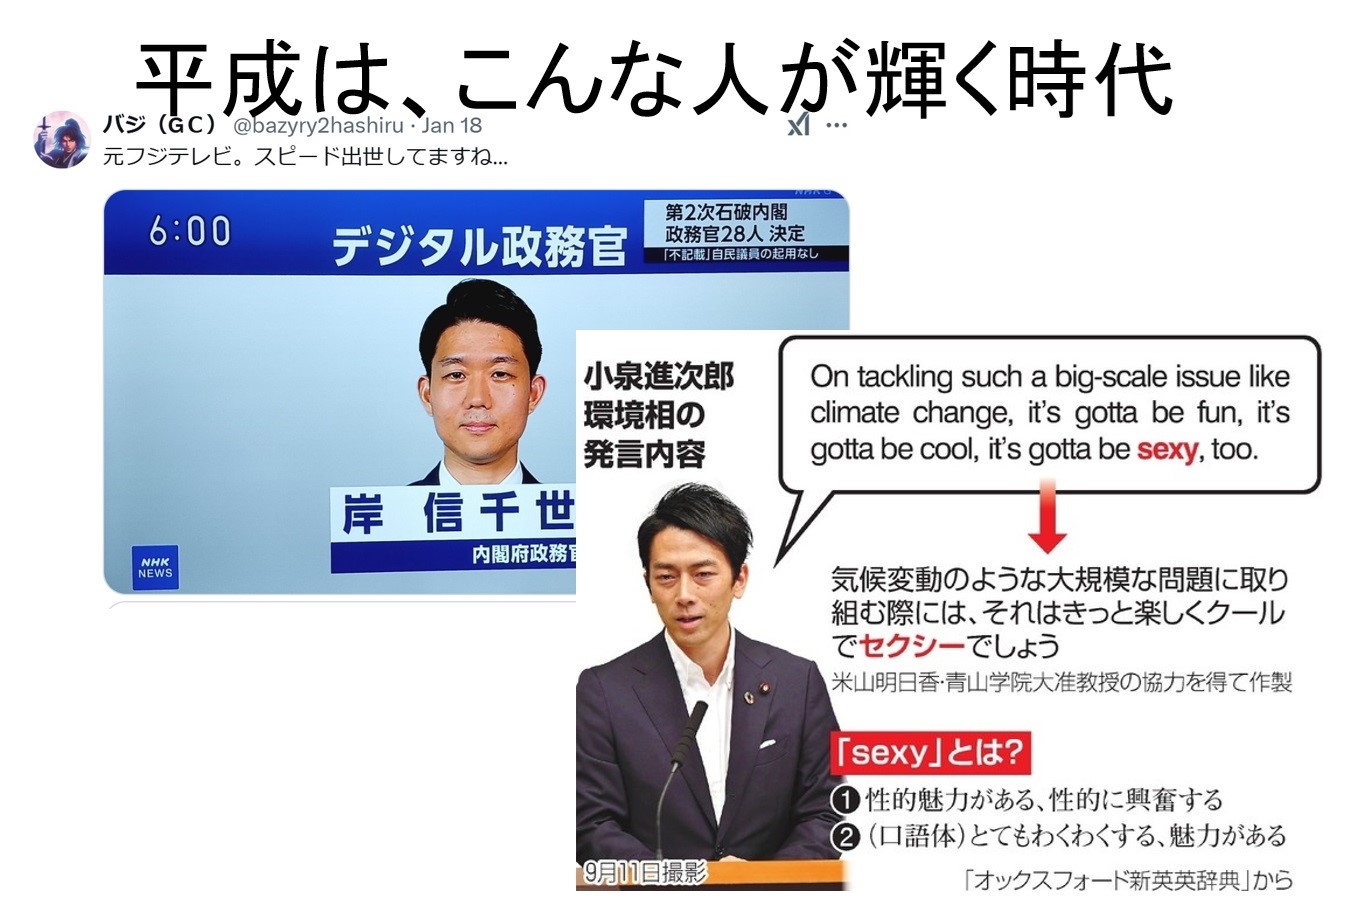 平成は、こんな人が輝く時代
バジ（GC） @bazyry2hashiru · Jan 18
元フジテレビ。スピード出世してますね...
6:00
デジタル政務官
第2次石破内閣
政務官28人 決定
「不記載」自民議員の起用なし
岸 信千世
内閣府政務官
NHK
NEWS
小泉進次郎
環境相の
発言内容
On tackling such a big-scale issue like
climate change, it's gotta be fun, it's
gotta be cool, it's gotta be sexy, too.
気候変動のような大規模な問題に取り
組む際には、それはきっと楽しくクール
でセクシーでしょう
米山明日香・青山学院大准教授の協力を得て作製
「sexy」とは?
❶性的魅力がある、性的に興奮する
❷（口語体）とてもわくわくする、魅力がある
「オックスフォード新英英辞典」から
9月11日撮影